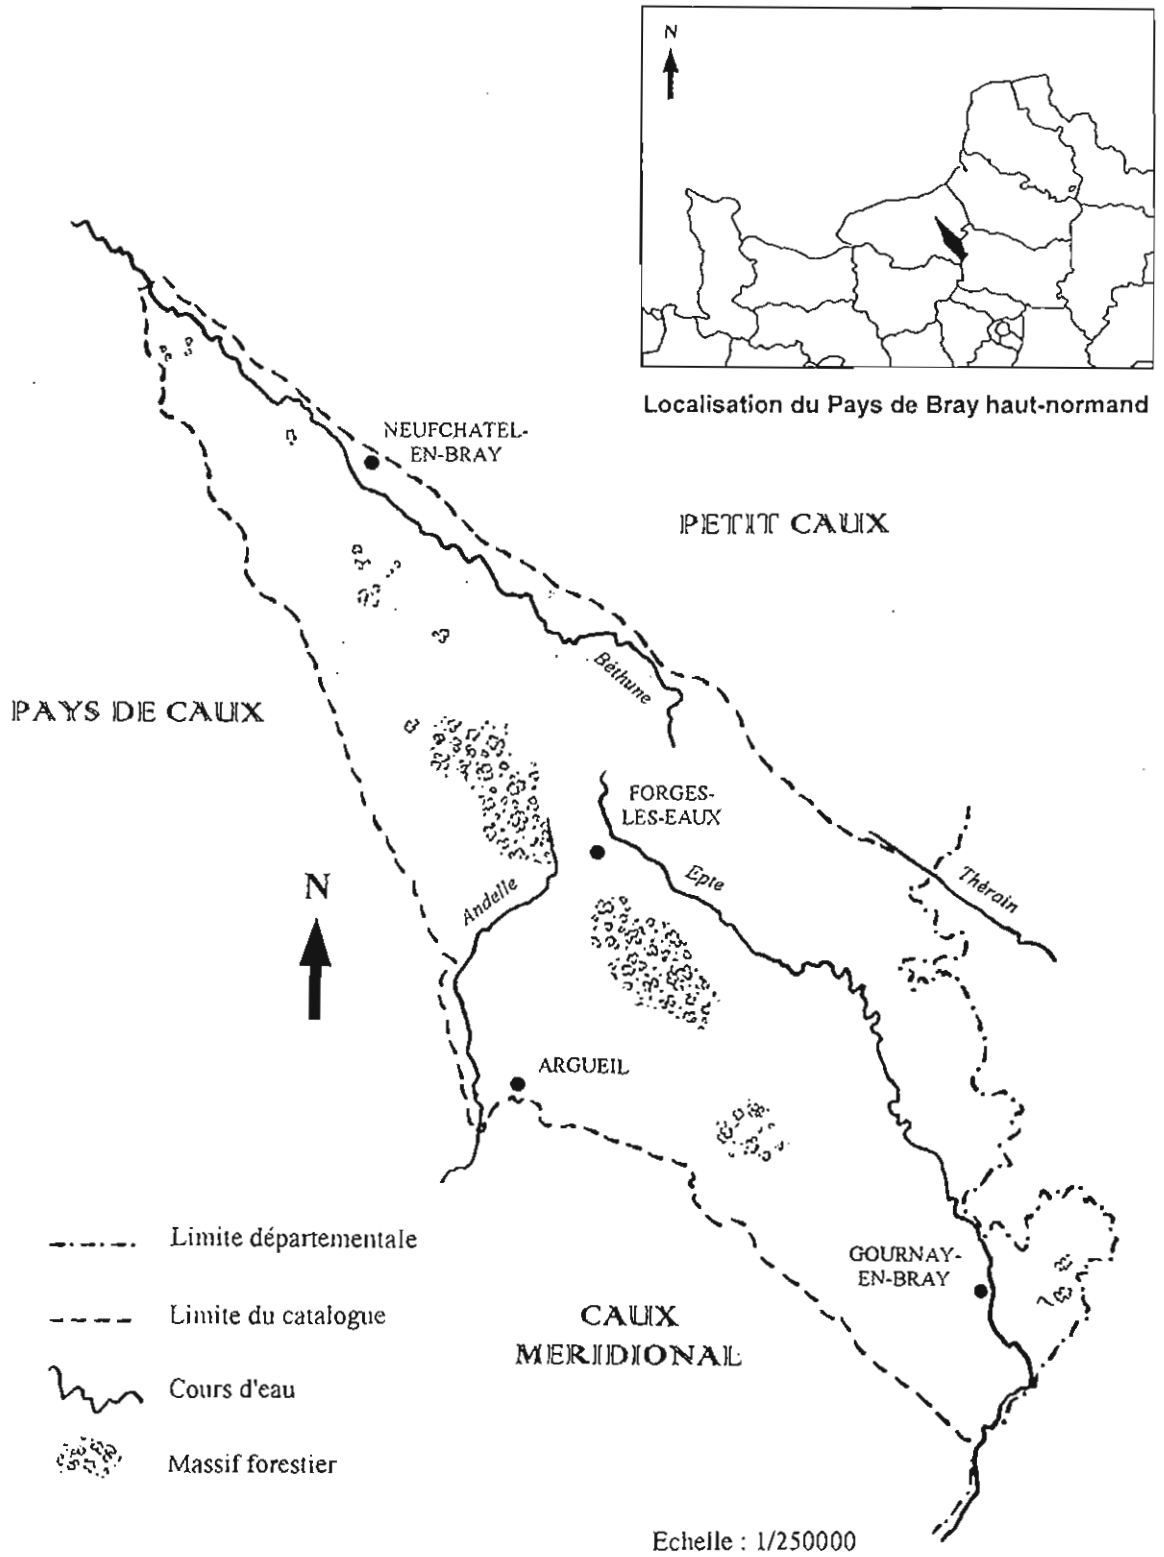 N
Localisation du Pays de Bray haut-normand
NEUFCHATEL-
EN-BRAY
PETIT CAUX
Béthune
PAYS DE CAUX
FORGES-
LES-EAUX
Epte
Thérain
Andelle
N
ARGUEIL
GOURNAY-
EN-BRAY
CAUX
MERIDIONAL
Limite départementale
Limite du catalogue
Cours d'eau
Massif forestier
Echelle : 1/250000